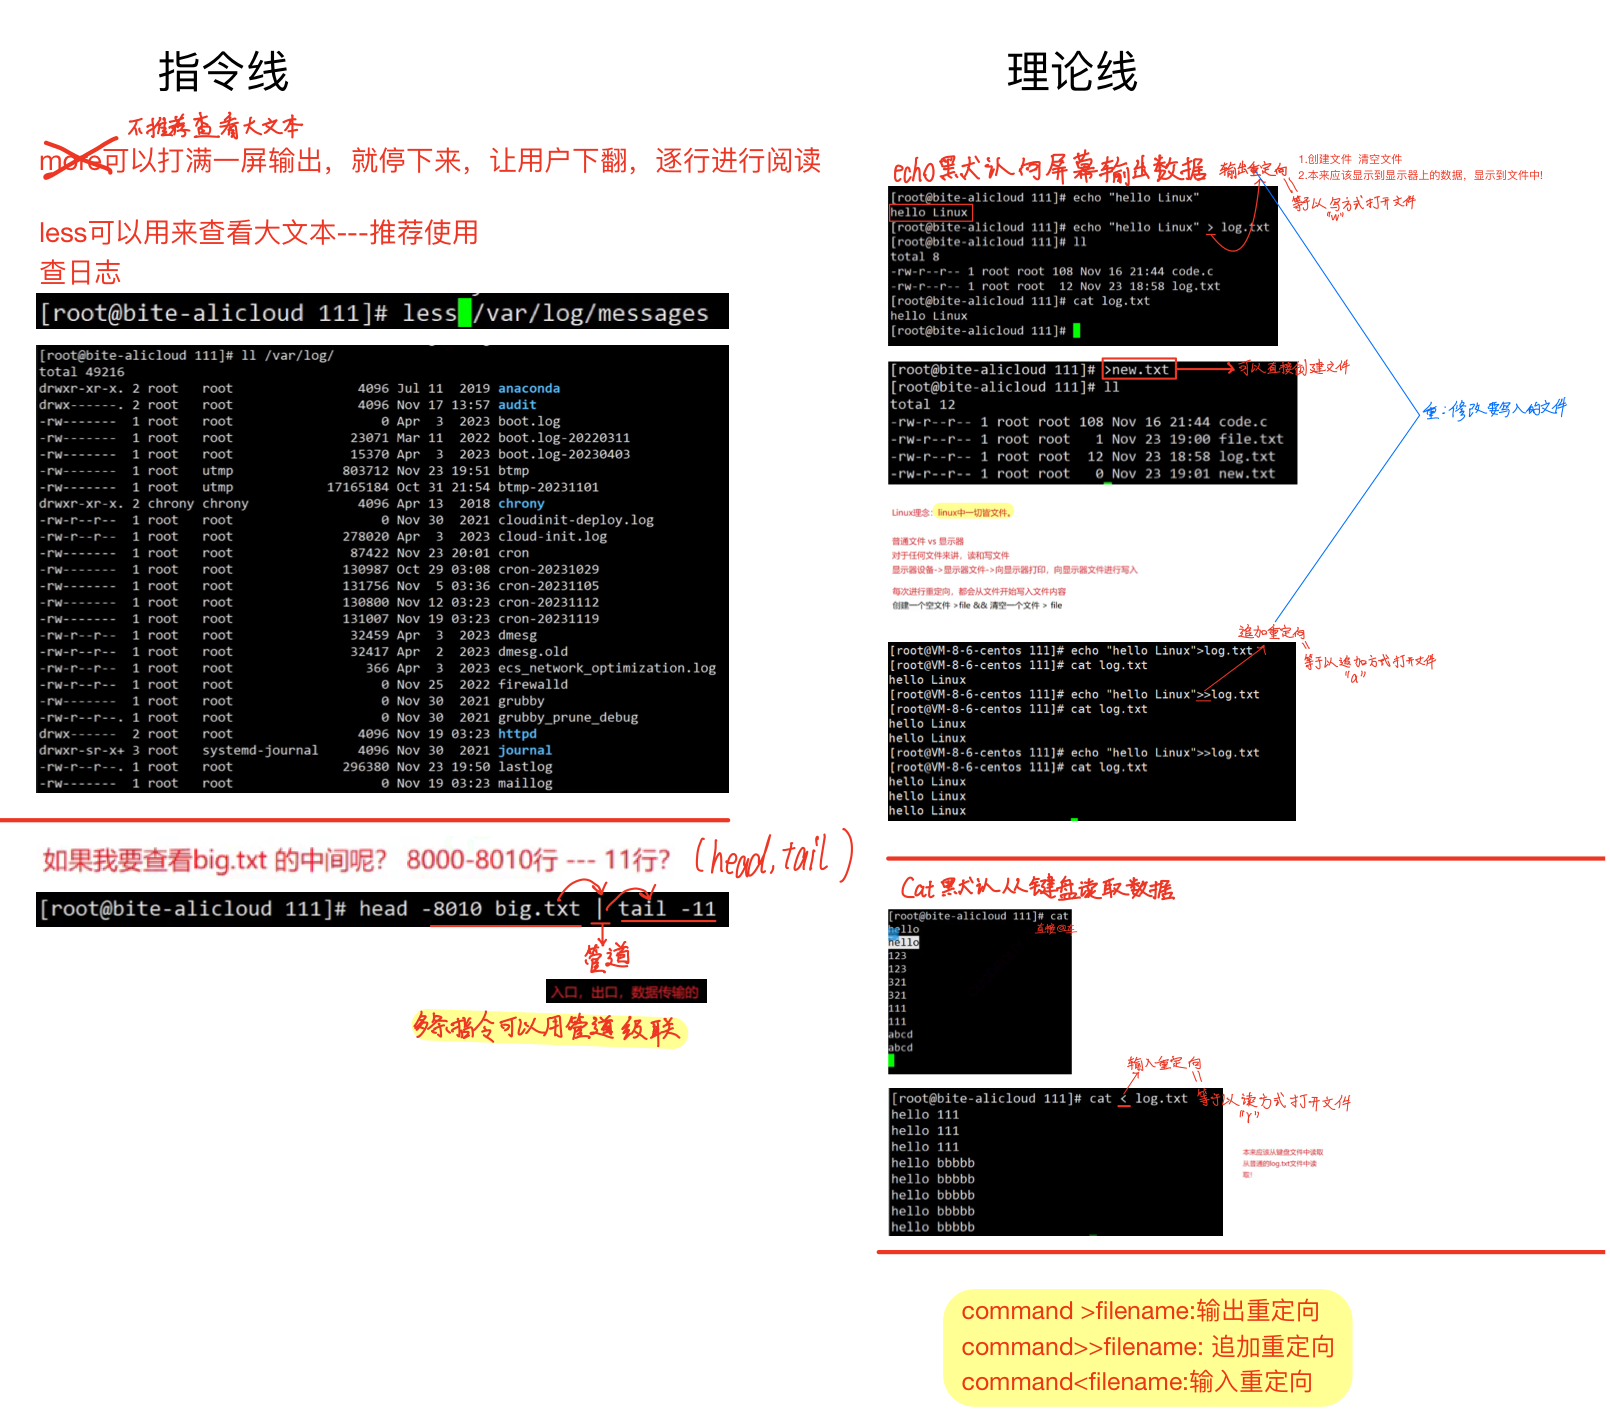 指令线
不推荐查看大文本
more可以打满一屏输出，就停下来，让用户下翻，逐行进行阅读
less可以用来查看大文本---推荐使用
查日志
[root@bite-alicloud 111]# less /var/log/messages
[root@bite-alicloud 111]# ll /var/log/
total 49216
drwxr-xr-x. 2 root   root                4096 Jul 11  2019 anaconda
drwx------. 2 root   root                4096 Nov 17 13:57 audit
-rw-------  1 root   root                   0 Apr  3  2023 boot.log
-rw-------  1 root   root               23071 Mar 11  2022 boot.log-20220311
-rw-------  1 root   root               15370 Apr  3  2023 boot.log-20230403
-rw-------  1 root   utmp              803712 Nov 23 19:51 btmp
-rw-------  1 root   utmp            17165184 Oct 31 21:54 btmp-20231101
drwxr-xr-x. 2 chrony chrony              4096 Apr 13  2018 chrony
-rw-r--r--  1 root   root                   0 Nov 30  2021 cloudinit-deploy.log
-rw-r--r--  1 root   root              278020 Apr  3  2023 cloud-init.log
-rw-------  1 root   root               87422 Nov 23 20:01 cron
-rw-------  1 root   root              130987 Oct 29 03:08 cron-20231029
-rw-------  1 root   root              131756 Nov  5 03:36 cron-20231105
-rw-------  1 root   root              130800 Nov 12 03:23 cron-20231112
-rw-------  1 root   root              131007 Nov 19 03:23 cron-20231119
-rw-r--r--  1 root   root               32459 Apr  3  2023 dmesg
-rw-r--r--  1 root   root               32417 Apr  2  2023 dmesg.old
-rw-r--r--  1 root   root                 366 Apr  3  2023 ecs_network_optimization.log
-rw-------  1 root   root                   0 Nov 25  2022 firewalld
-rw-------  1 root   root                   0 Nov 30  2021 grubby
-rw-r--r--. 1 root   root                   0 Nov 30  2021 grubby_prune_debug
drwx------  2 root   root                4096 Nov 19 03:23 httpd
drwxr-sr-x+ 3 root   systemd-journal     4096 Nov 30  2021 journal
-rw-r--r--. 1 root   root              296380 Nov 23 19:50 lastlog
-rw-------  1 root   root                   0 Nov 19 03:23 maillog
如果我要查看big.txt 的中间呢？ 8000-8010行 --- 11行?
(head,tail)
[root@bite-alicloud 111]# head -8010 big.txt | tail -11
管道
入口，出口，数据传输的
多条指令可以用管道级联
理论线
echo默认向屏幕输出数据
输出重定向
1.创建文件 清空文件
2.本来应该显示到显示器上的数据，显示到文件中!
等于以写方式打开文件
"w"
[root@bite-alicloud 111]# echo "hello Linux"
hello Linux
[root@bite-alicloud 111]# echo "hello Linux" > log.txt
[root@bite-alicloud 111]# ll
total 8
-rw-r--r-- 1 root root 108 Nov 16 21:44 code.c
-rw-r--r-- 1 root root  12 Nov 23 18:58 log.txt
[root@bite-alicloud 111]# cat log.txt
hello Linux
[root@bite-alicloud 111]#
[root@bite-alicloud 111]# >new.txt
可以直接创建文件
[root@bite-alicloud 111]# ll
total 12
-rw-r--r-- 1 root root 108 Nov 16 21:44 code.c
-rw-r--r-- 1 root root   1 Nov 23 19:00 file.txt
-rw-r--r-- 1 root root  12 Nov 23 18:58 log.txt
-rw-r--r-- 1 root root   0 Nov 23 19:01 new.txt
重:修改要写入的文件
Linux理念: linux中一切皆文件。
普通文件 vs 显示器
对于任何文件来讲，读和写文件
显示器设备->显示器文件->向显示器打印，向显示器文件进行写入
每次进行重定向，都会从文件开始写入文件内容
创建一个空文件 >file && 清空一个文件 > file
追加重定向
等于以追加方式打开文件
"a"
[root@VM-8-6-centos 111]# echo "hello Linux">log.txt
[root@VM-8-6-centos 111]# cat log.txt
hello Linux
[root@VM-8-6-centos 111]# echo "hello Linux">>log.txt
[root@VM-8-6-centos 111]# cat log.txt
hello Linux
hello Linux
[root@VM-8-6-centos 111]# echo "hello Linux">>log.txt
[root@VM-8-6-centos 111]# cat log.txt
hello Linux
hello Linux
hello Linux
Cat默认从键盘读取数据
[root@bite-alicloud 111]# cat
hello
hello
123
123
321
321
111
111
abcd
abcd
输入重定向
等于以读方式打开文件
"r"
[root@bite-alicloud 111]# cat < log.txt
hello 111
hello 111
hello 111
hello bbbbb
hello bbbbb
hello bbbbb
hello bbbbb
hello bbbbb
本来应该从键盘文件中读取
从普通的log.txt文件中读
取!
command >filename:输出重定向
command>>filename: 追加重定向
command<filename:输入重定向